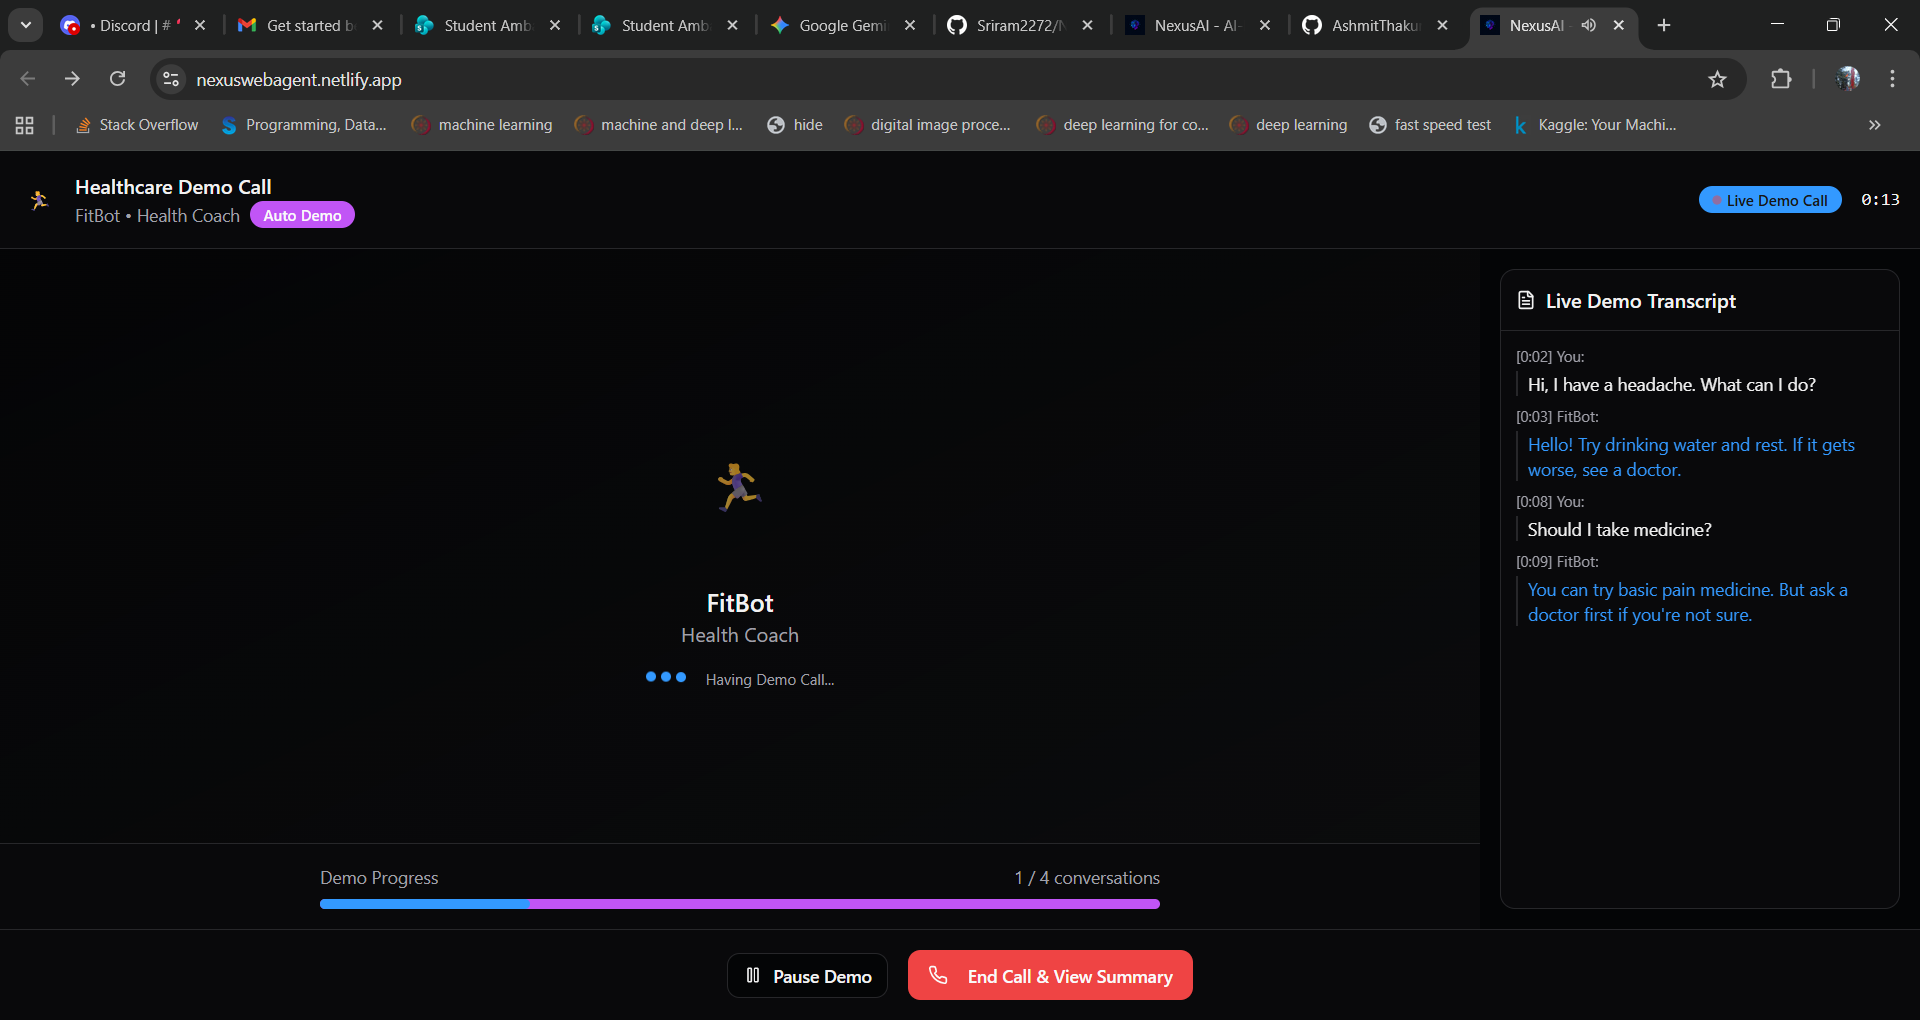 • Discord | #
Get started b
Student Amb
Student Amb
Google Gemi
Sriram2272/N
NexusAI - AI-
AshmitThaku
NexusAI
nexuswebagent.netlify.app
Stack Overflow
Programming, Data...
machine learning
machine and deep l...
hide
digital image proce...
deep learning for co...
deep learning
fast speed test
Kaggle: Your Machi...
Healthcare Demo Call
FitBot • Health Coach Auto Demo
Live Demo Call 0:13
FitBot
Health Coach
Having Demo Call...
Demo Progress 1 / 4 conversations
Pause Demo
End Call & View Summary
Live Demo Transcript
[0:02] You:
Hi, I have a headache. What can I do?
[0:03] FitBot:
Hello! Try drinking water and rest. If it gets
worse, see a doctor.
[0:08] You:
Should I take medicine?
[0:09] FitBot:
You can try basic pain medicine. But ask a
doctor first if you're not sure.